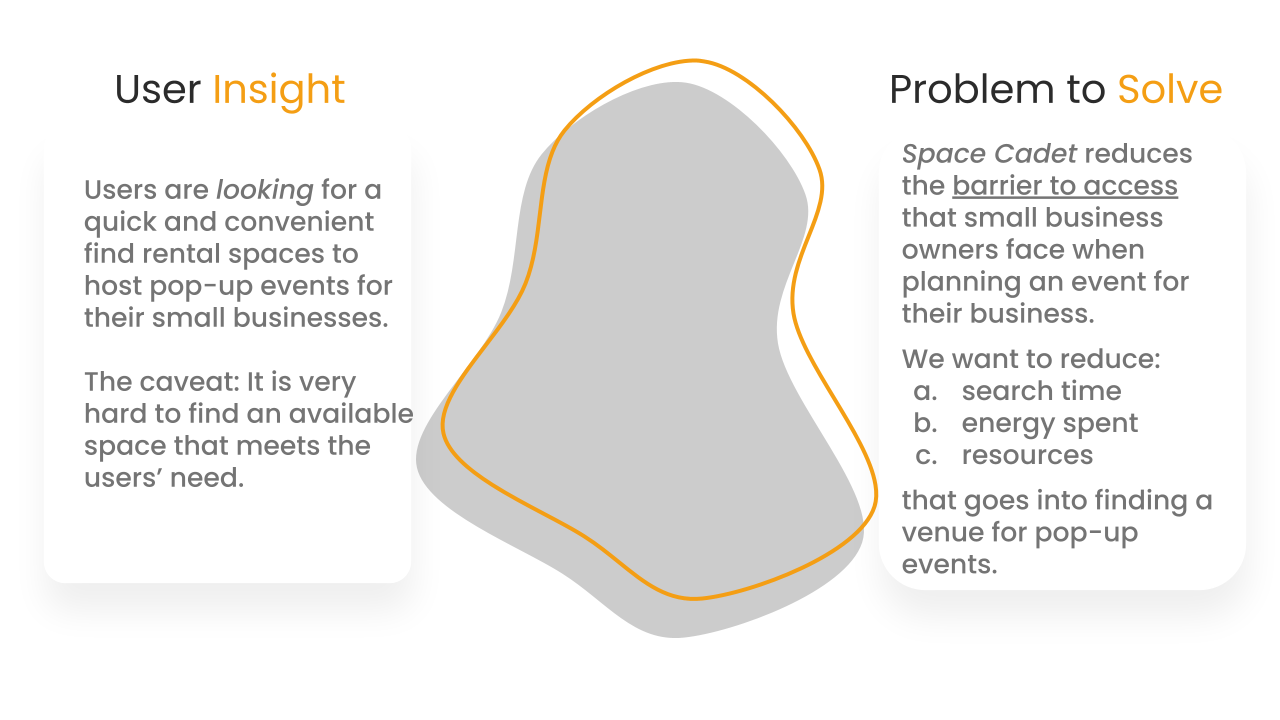 User Insight
Users are looking for a
quick and convenient
find rental spaces to
host pop-up events for
their small businesses.
The caveat: It is very
hard to find an available
space that meets the
users’ need.
Problem to Solve
Space Cadet reduces
the barrier to access
that small business
owners face when
planning an event for
their business.
We want to reduce:
a. search time
b. energy spent
c. resources
that goes into finding a
venue for pop-up
events.